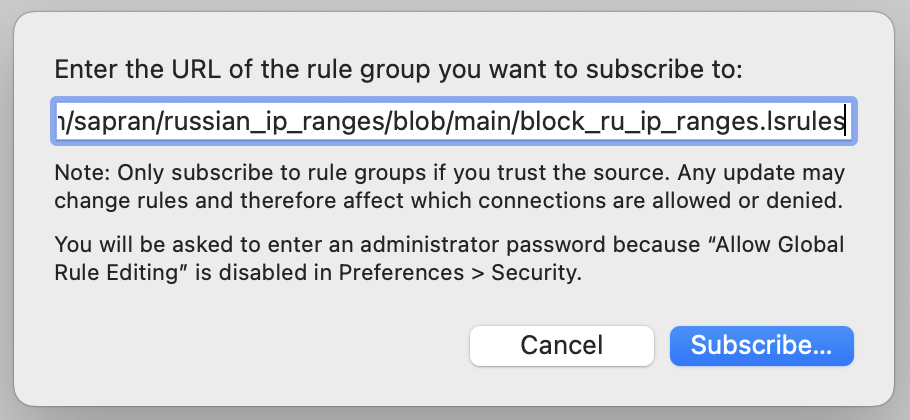 Enter the URL of the rule group you want to subscribe to:
/sapran/russian_ip_ranges/blob/main/block_ru_ip_ranges.lsrules
Note: Only subscribe to rule groups if you trust the source. Any update may
change rules and therefore affect which connections are allowed or denied.
You will be asked to enter an administrator password because “Allow Global
Rule Editing” is disabled in Preferences > Security.
Cancel
Subscribe...